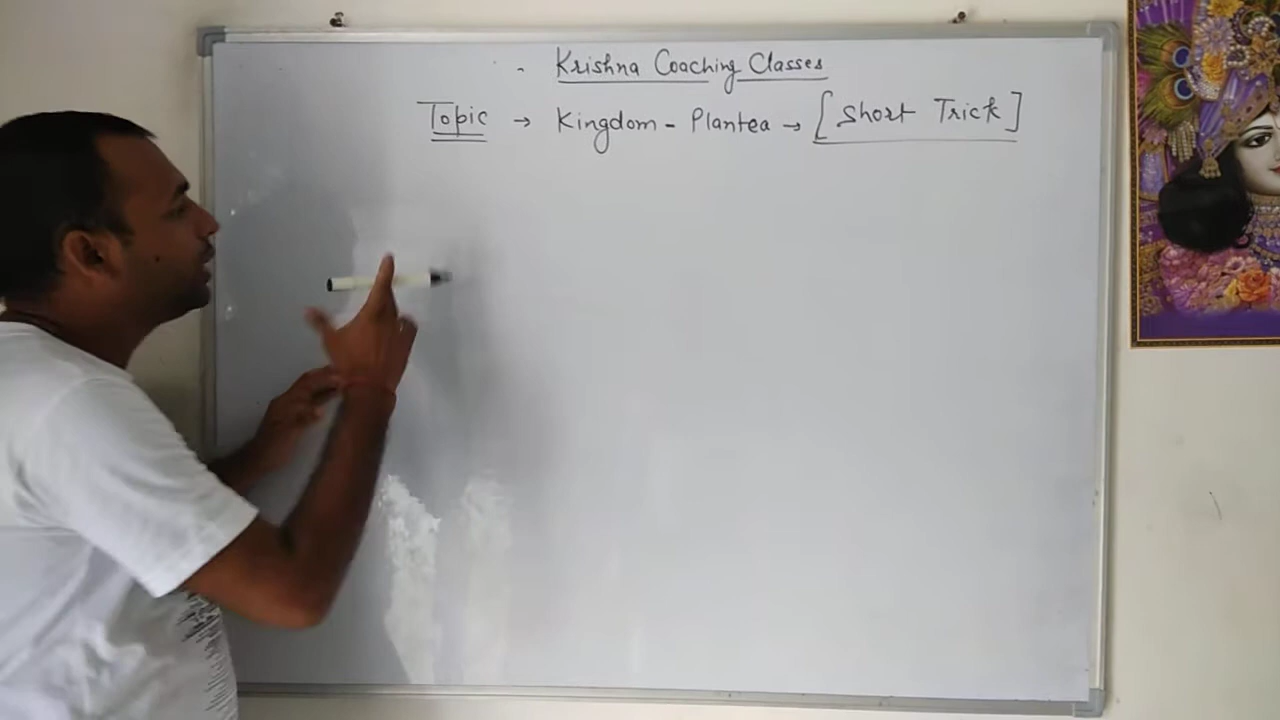 Krishna Coaching Classes
Topic → Kingdom - Plantea → [Short Trick]